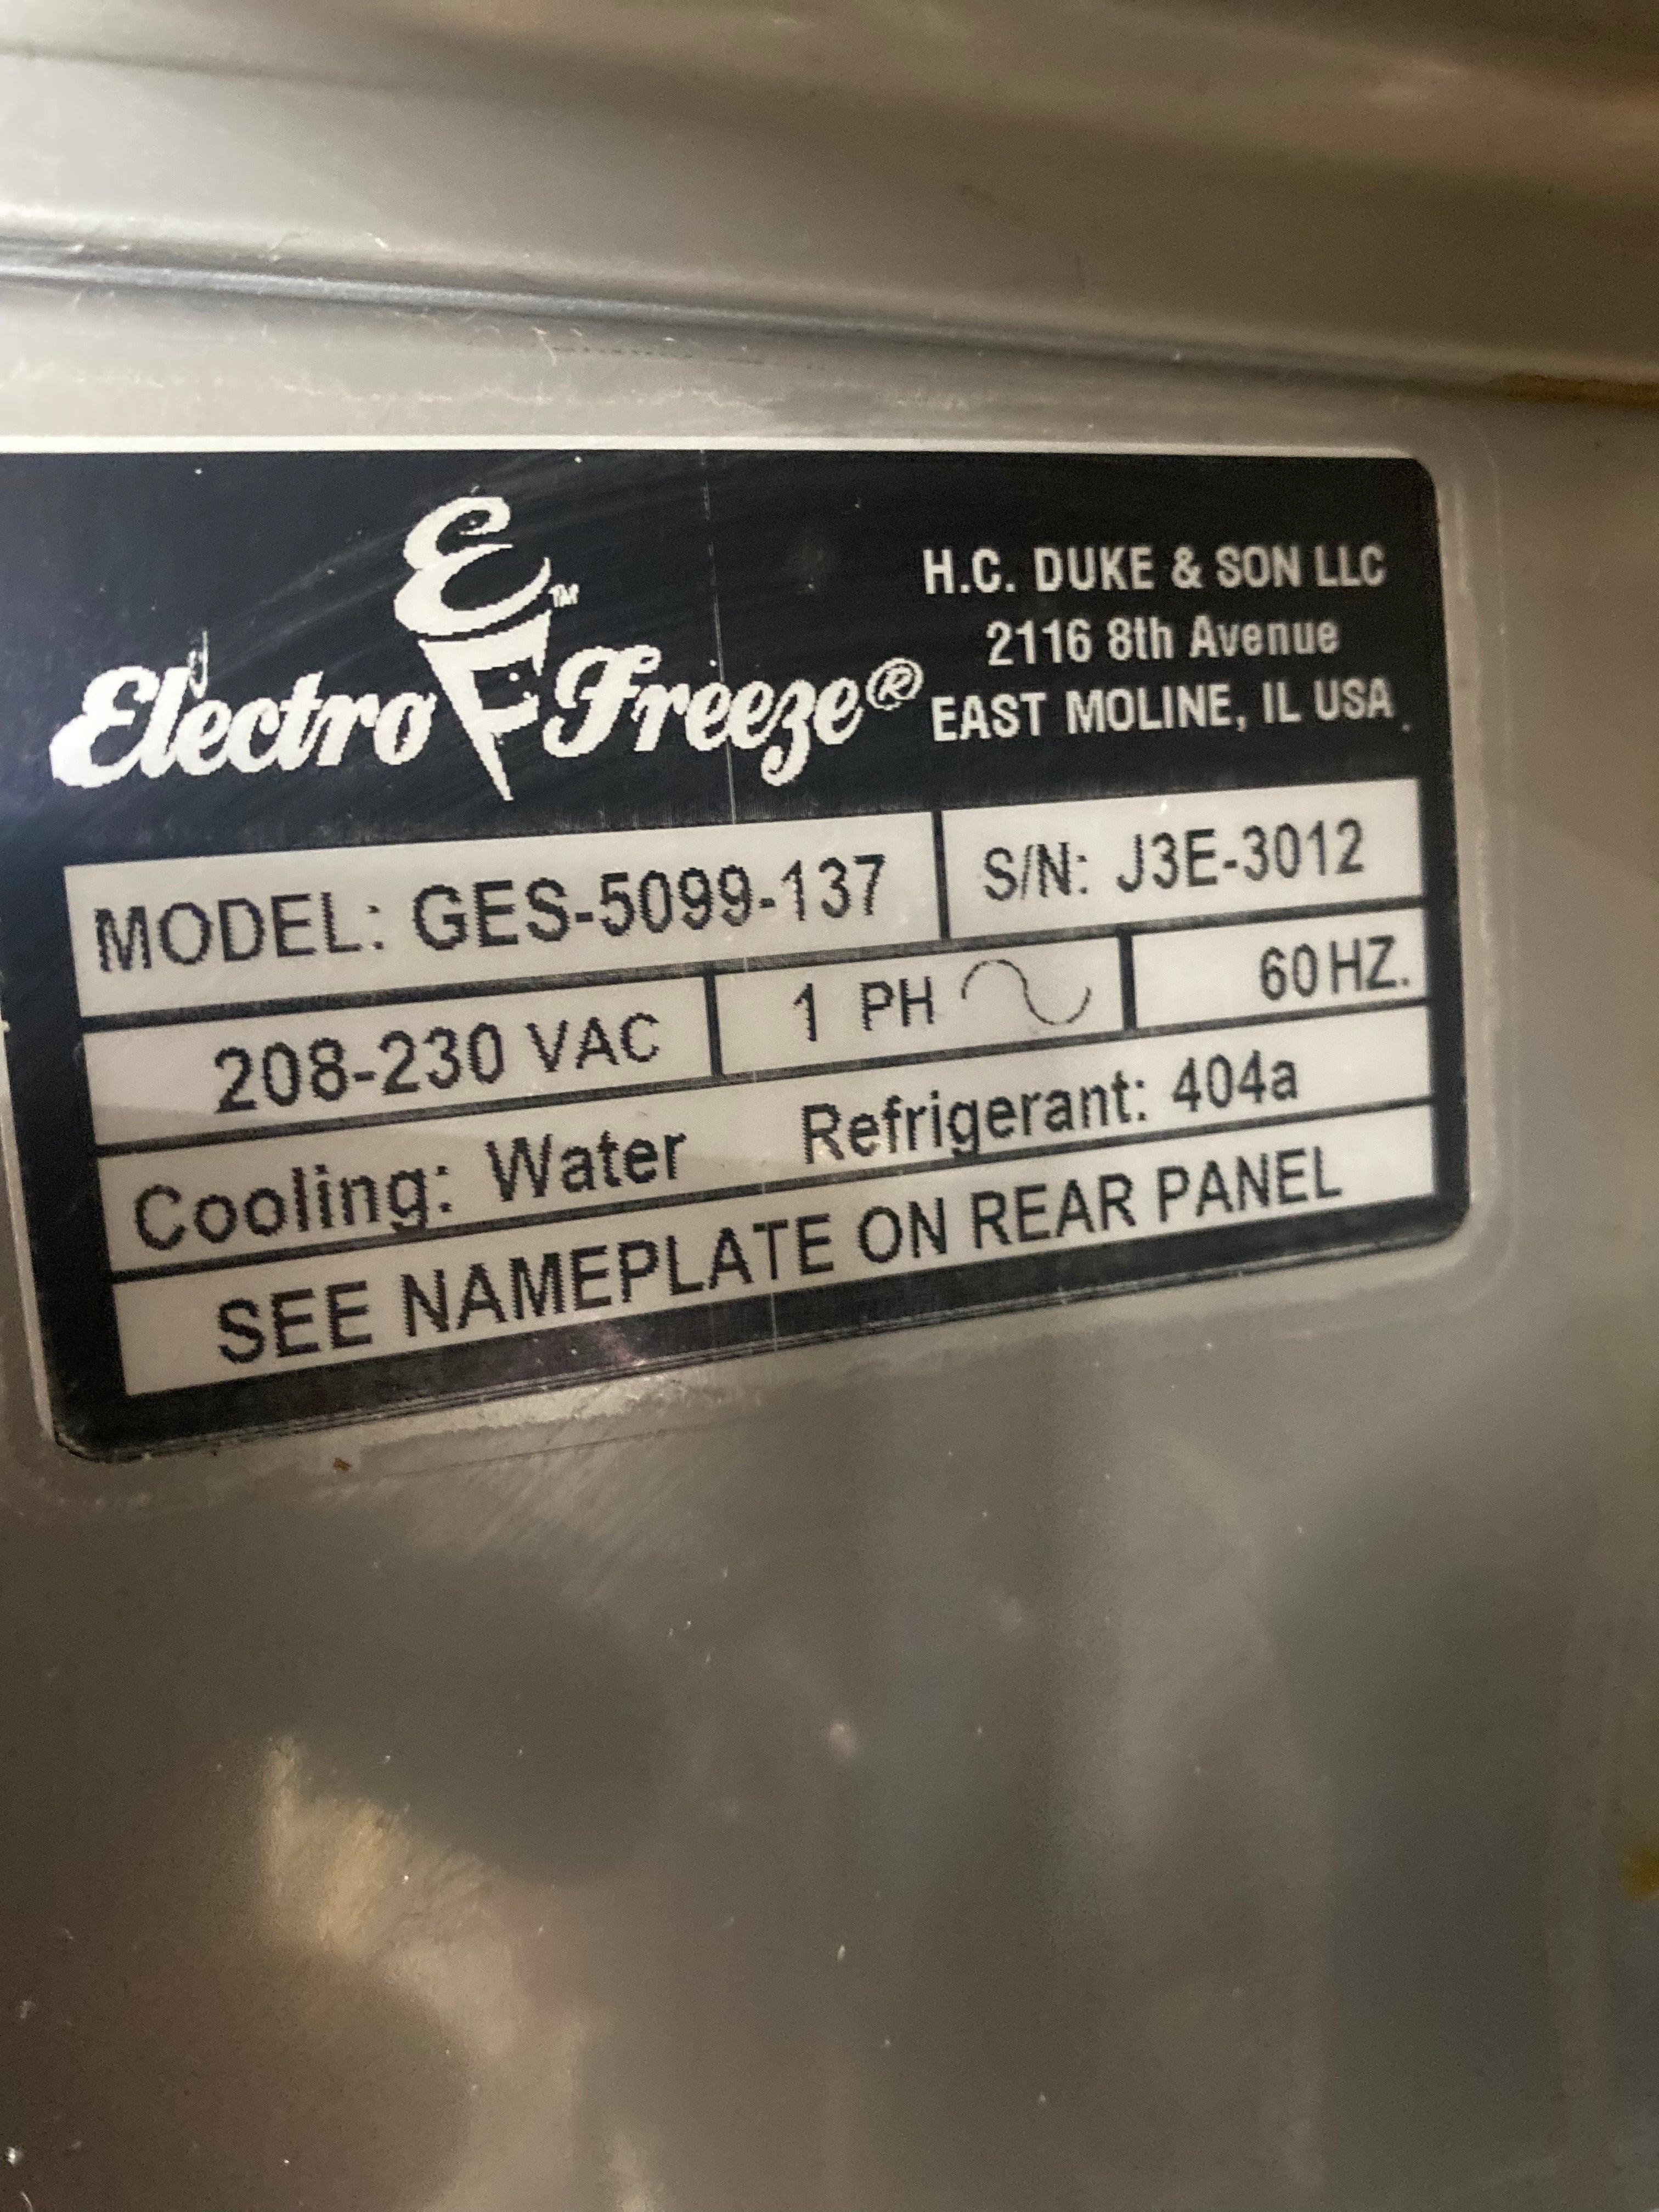 E™
F
Electro Freeze®
H.C. DUKE & SON LLC
2116 8th Avenue
EAST MOLINE, IL USA
MODEL: GES-5099-137
S/N: J3E-3012
208-230 VAC
1 PH
60 HZ.
Cooling: Water Refrigerant: 404a
SEE NAMEPLATE ON REAR PANEL